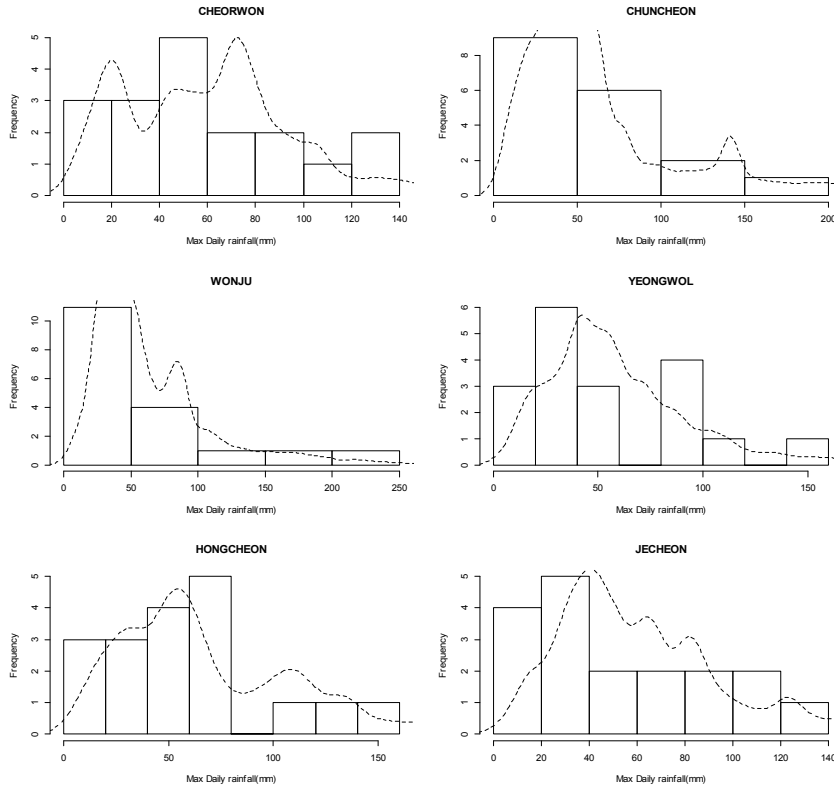 CHEORWON
Frequency
5
4
3
2
1
0
0 20 40 60 80 100 120 140
Max Daily rainfall(mm)
CHUNCHEON
Frequency
8
6
4
2
0
0 50 100 150 200
Max Daily rainfall(mm)
WONJU
Frequency
10
8
6
4
2
0
0 50 100 150 200 250
Max Daily rainfall(mm)
YEONGWOL
Frequency
6
5
4
3
2
1
0
0 50 100 150
Max Daily rainfall(mm)
HONGCHEON
Frequency
5
4
3
2
1
0
0 50 100 150
Max Daily rainfall(mm)
JECHEON
Frequency
5
4
3
2
1
0
0 20 40 60 80 100 120 140
Max Daily rainfall(mm)